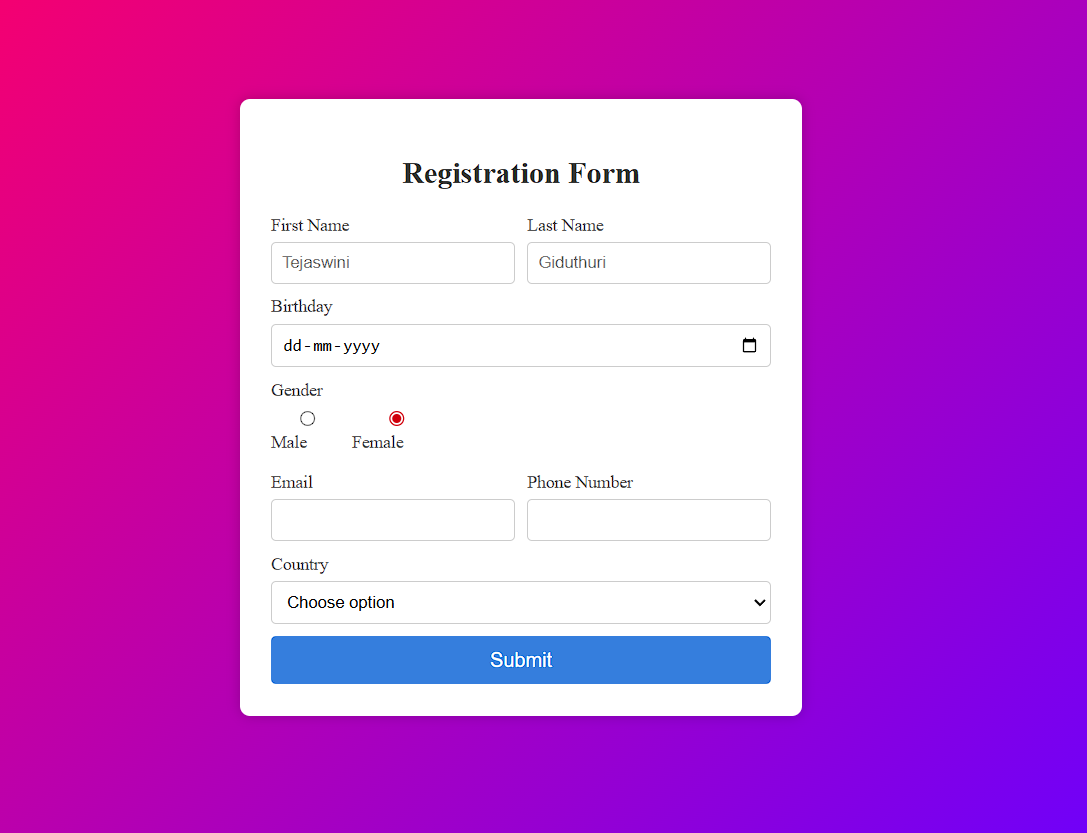 Registration Form
First Name Last Name
Tejaswini Giduthuri
Birthday
dd-mm-yyyy
Gender
Male Female
Email Phone Number
Country
Choose option
Submit